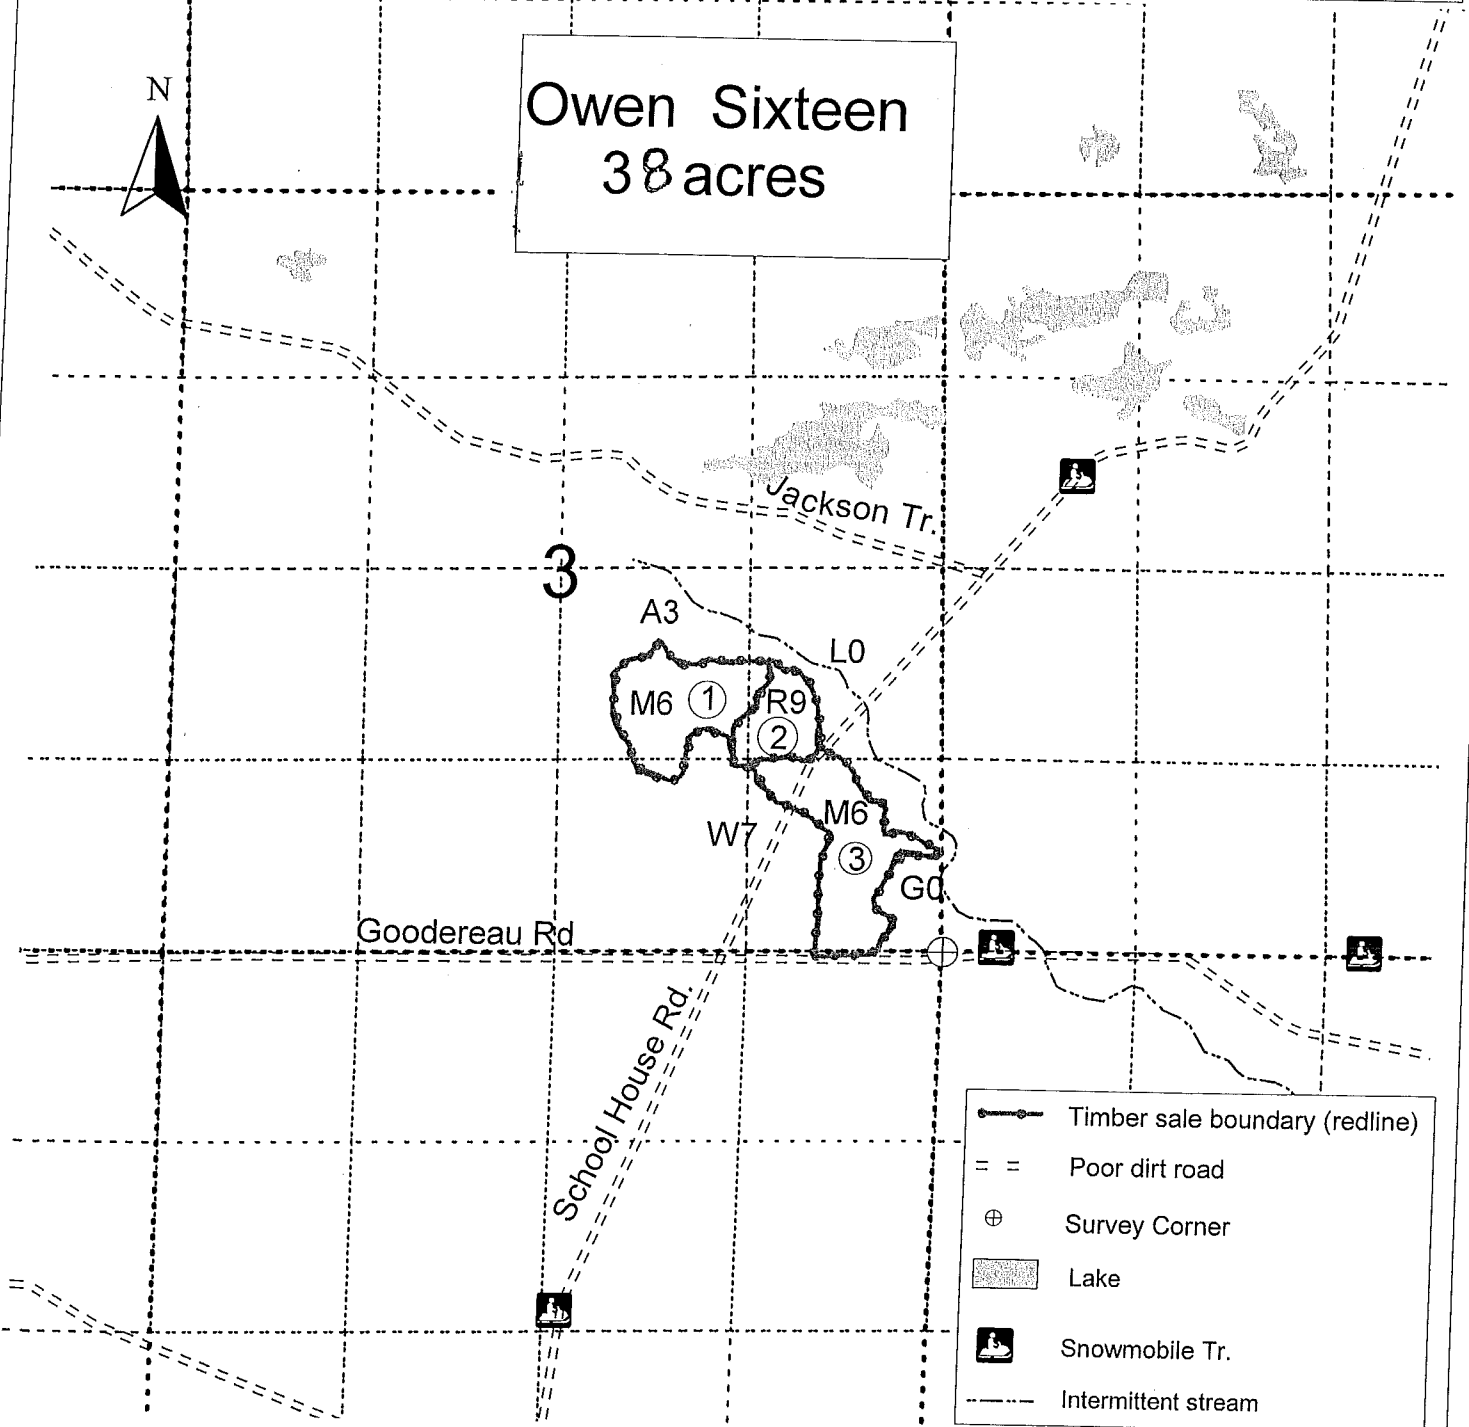 N
Owen Sixteen
38 acres
Jackson Tr.
3
A3
L0
M6 1
R9
2
M6
W7
3
G0
Goodereau Rd
School House Rd.
Timber sale boundary (redline)
Poor dirt road
Survey Corner
Lake
Snowmobile Tr.
Intermittent stream